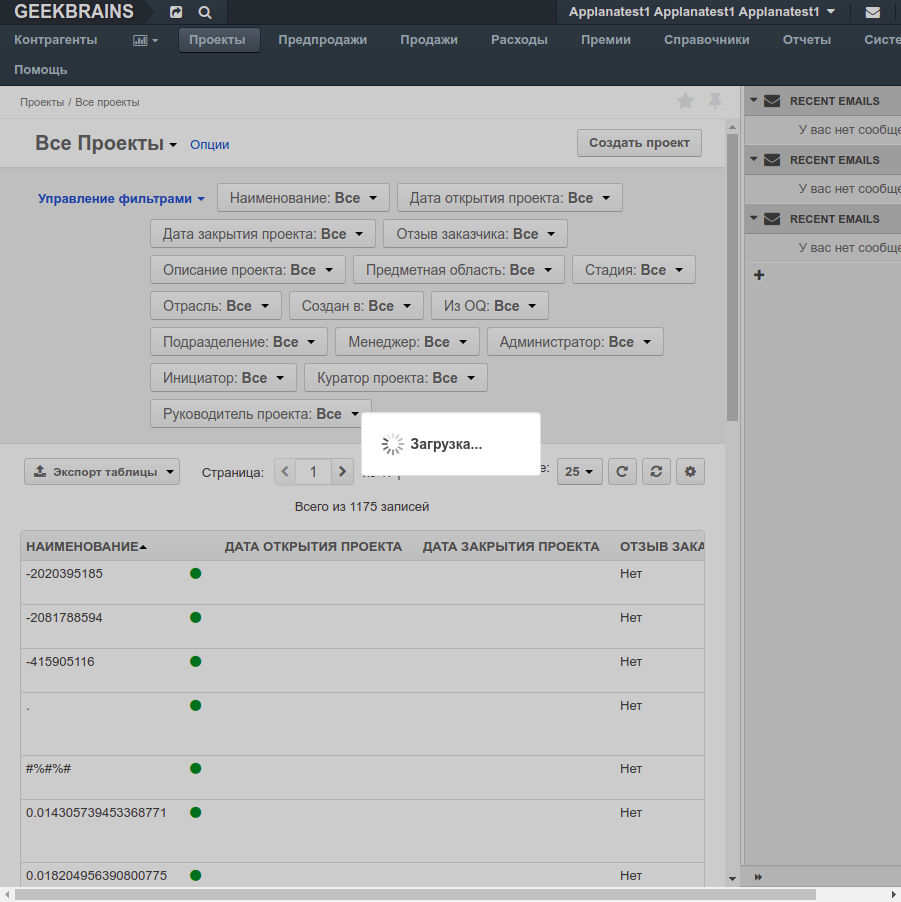 GEEKBRAINS
Applanatest1 Applanatest1 Applanatest1
Контрагенты Проекты Предпродажи Продажи Расходы Премии Справочники Отчеты Систе
Помощь
Проекты / Все проекты
Все Проекты Опции Создать проект
Управление фильтрами Наименование: Все Дата открытия проекта: Все
Дата закрытия проекта: Все Отзыв заказчика: Все
Описание проекта: Все Предметная область: Все Стадия: Все
Отрасль: Все Создан в: Все Из OQ: Все
Подразделение: Все Менеджер: Все Администратор: Все
Инициатор: Все Куратор проекта: Все
Руководитель проекта: Все
Загрузка...
Экспорт таблицы Страница: 1 25
Всего из 1175 записей
НАИМЕНОВАНИЕ ДАТА ОТКРЫТИЯ ПРОЕКТА ДАТА ЗАКРЫТИЯ ПРОЕКТА ОТЗЫВ ЗАКА
-2020395185 Нет
-2081788594 Нет
-415905116 Нет
. Нет
#%#%# Нет
0.014305739453368771 Нет
0.018204956390800775 Нет
RECENT EMAILS
У вас нет сообще
RECENT EMAILS
У вас нет сообще
RECENT EMAILS
У вас нет сообще